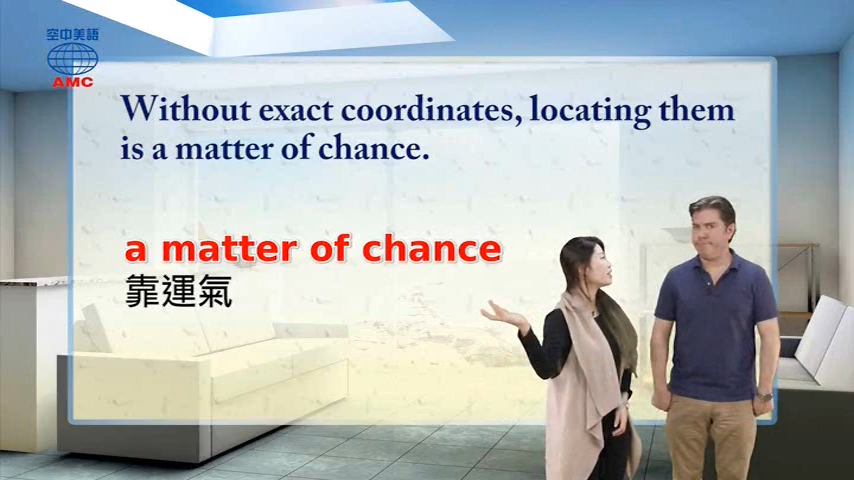 空中美語
AMC
Without exact coordinates, locating them
is a matter of chance.
a matter of chance
靠運氣